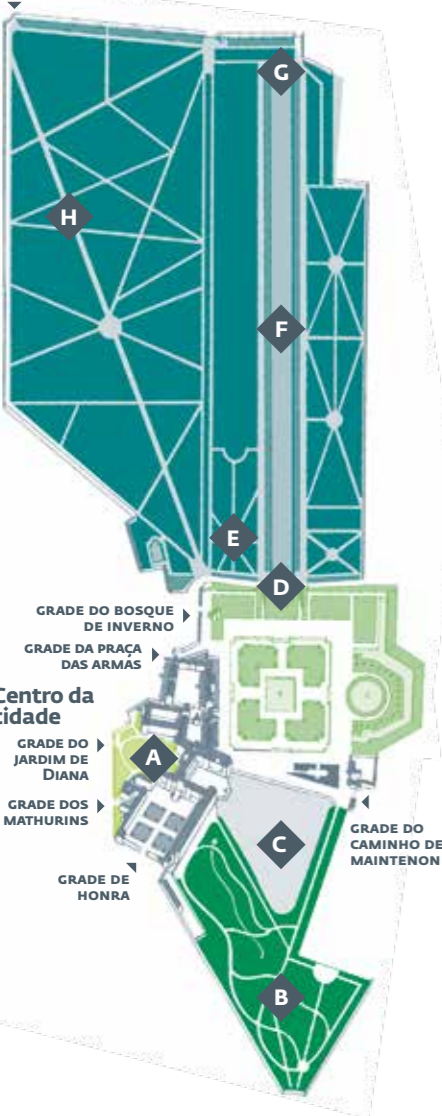 G
H
F
E
D
GRADE DO BOSQUE
DE INVERNO
GRADE DA PRAÇA
DAS ARMAS
Centro da
cidade
GRADE DO
JARDIM DE
DIANA
A
GRADE DOS
MATHURINS
C
GRADE DO
CAMINHO DE
MAINTENON
GRADE DE
HONRA
B